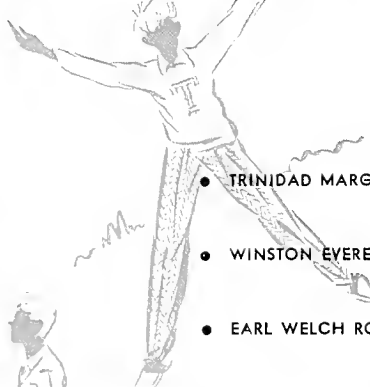 T
• TRINIDAD MARG
• WINSTON EVERE
• EARL WELCH RO